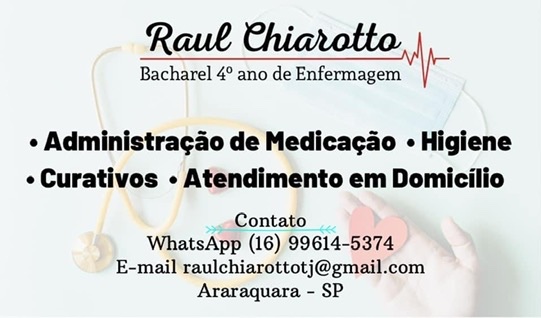 Raul Chiarotto
Bacharel 4º ano de Enfermagem
• Administração de Medicação • Higiene
• Curativos • Atendimento em Domicílio
Contato
WhatsApp (16) 99614-5374
E-mail raulchiarottotj@gmail.com
Araraquara - SP